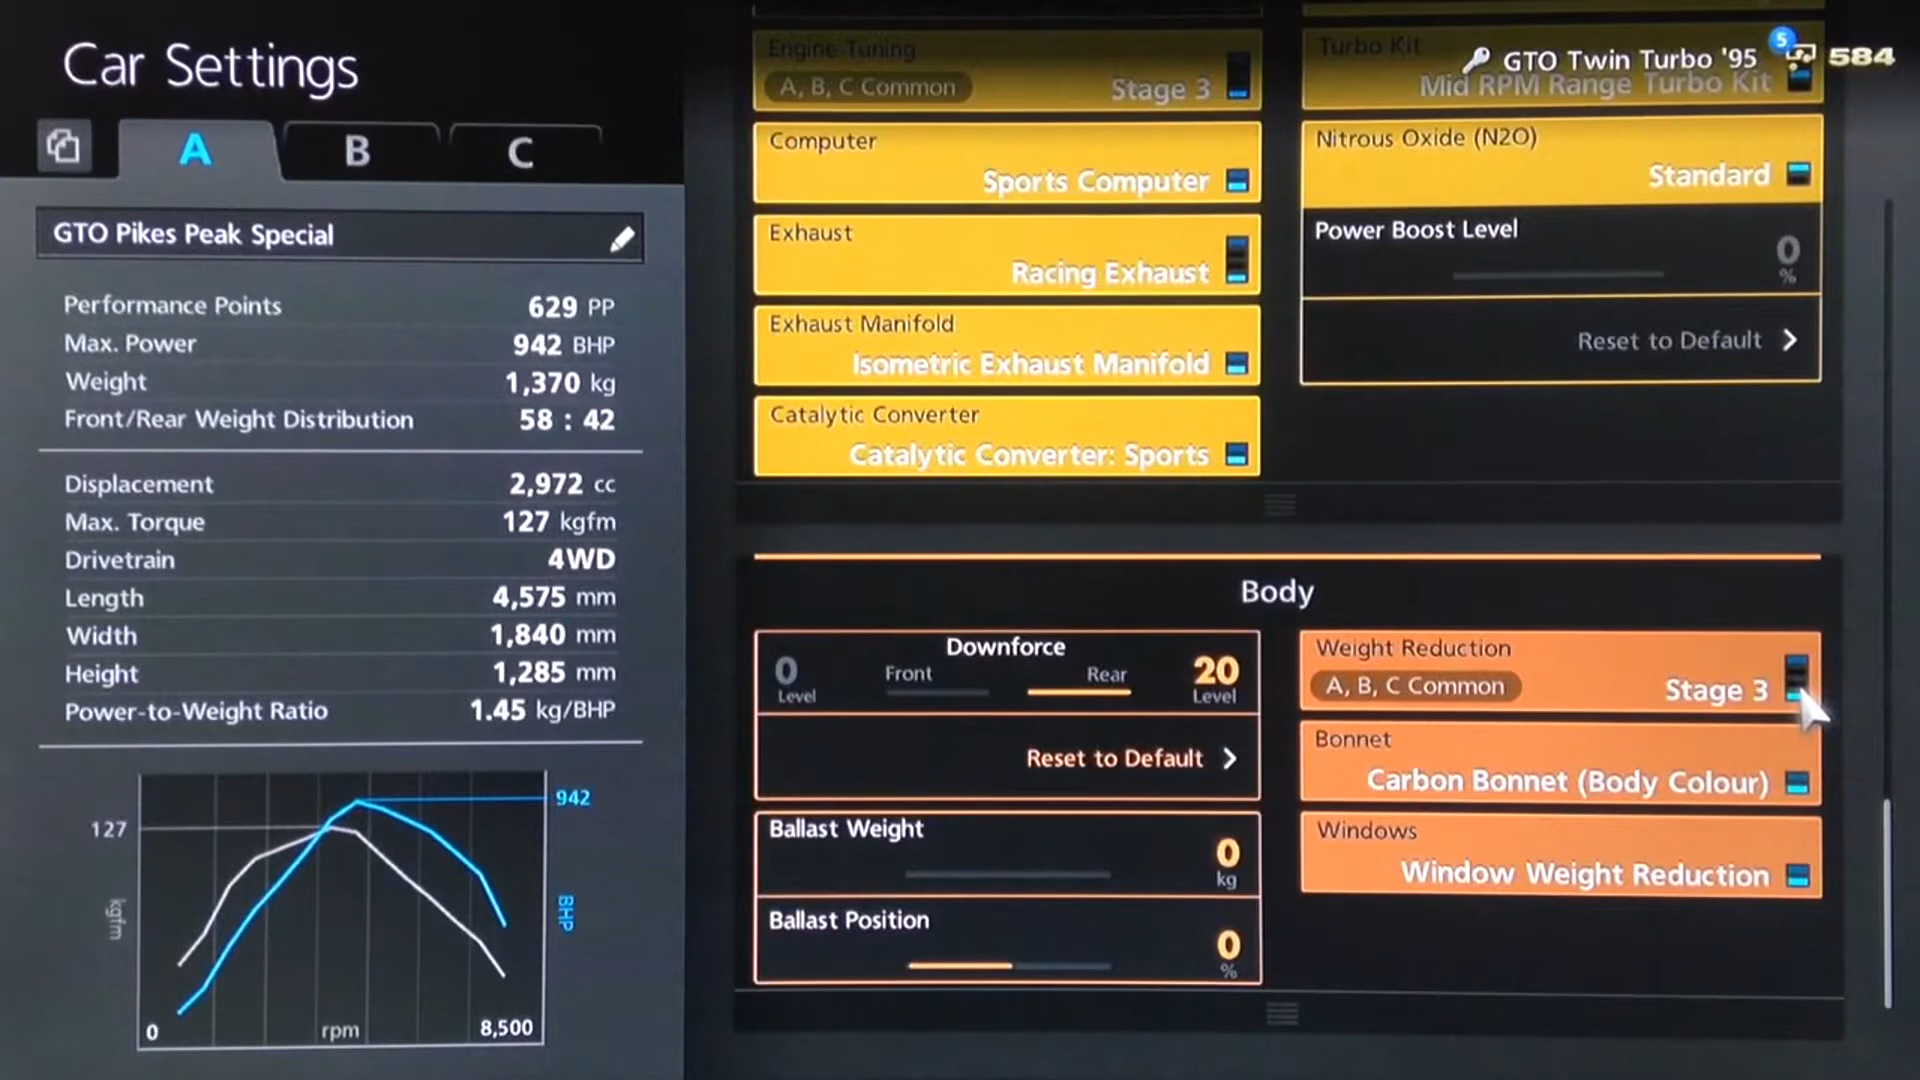 Car Settings
A
B
C
GTO Pikes Peak Special
Performance Points 629 PP
Max. Power 942 BHP
Weight 1,370 kg
Front/Rear Weight Distribution 58 : 42
Displacement 2,972 cc
Max. Torque 127 kgfm
Drivetrain 4WD
Length 4,575 mm
Width 1,840 mm
Height 1,285 mm
Power-to-Weight Ratio 1.45 kg/BHP
942
127
kgfm
BHP
0 rpm 8,500
Engine Tuning
A, B, C Common Stage 3
Computer
Sports Computer
Exhaust
Racing Exhaust
Exhaust Manifold
Isometric Exhaust Manifold
Catalytic Converter
Catalytic Converter: Sports
Turbo Kit
GTO Twin Turbo '95 5 584
Mid RPM Range Turbo Kit
Nitrous Oxide (N2O)
Standard
Power Boost Level
0
%
Reset to Default
Body
Downforce
0 Front Rear 20
Level Level
Reset to Default
Ballast Weight
0
kg
Ballast Position
0
%
Weight Reduction
A, B, C Common Stage 3
Bonnet
Carbon Bonnet (Body Colour)
Windows
Window Weight Reduction